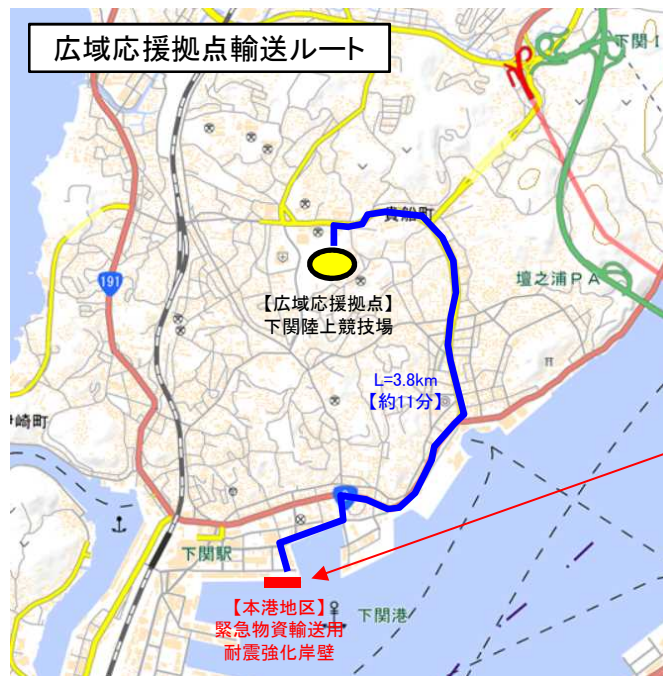 広域応援拠点輸送ルート
下関I
貴船町
191
【広域応援拠点】
下関陸上競技場
壇之浦PA
L=3.8km
【約11分】
崎町
下関駅
【本港地区】
緊急物資輸送用
耐震強化岸壁
下関港